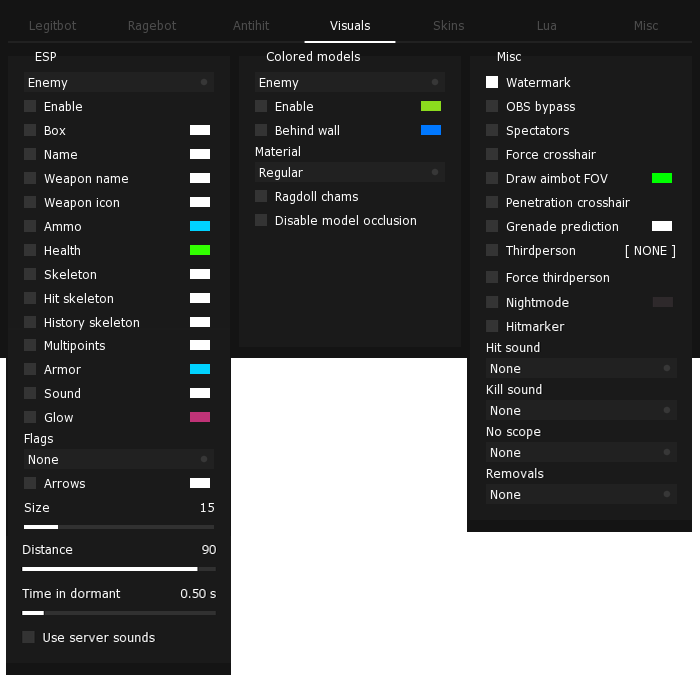 Legitbot Ragebot Antihit Visuals Skins Lua Misc
ESP
Enemy
Enable
Box
Name
Weapon name
Weapon icon
Ammo
Health
Skeleton
Hit skeleton
History skeleton
Multipoints
Armor
Sound
Glow
Flags
None
Arrows
Size 15
Distance 90
Time in dormant 0.50 s
Use server sounds
Colored models
Enemy
Enable
Behind wall
Material
Regular
Ragdoll chams
Disable model occlusion
Misc
Watermark
OBS bypass
Spectators
Force crosshair
Draw aimbot FOV
Penetration crosshair
Grenade prediction
Thirdperson [ NONE ]
Force thirdperson
Nightmode
Hitmarker
Hit sound
None
Kill sound
None
No scope
None
Removals
None